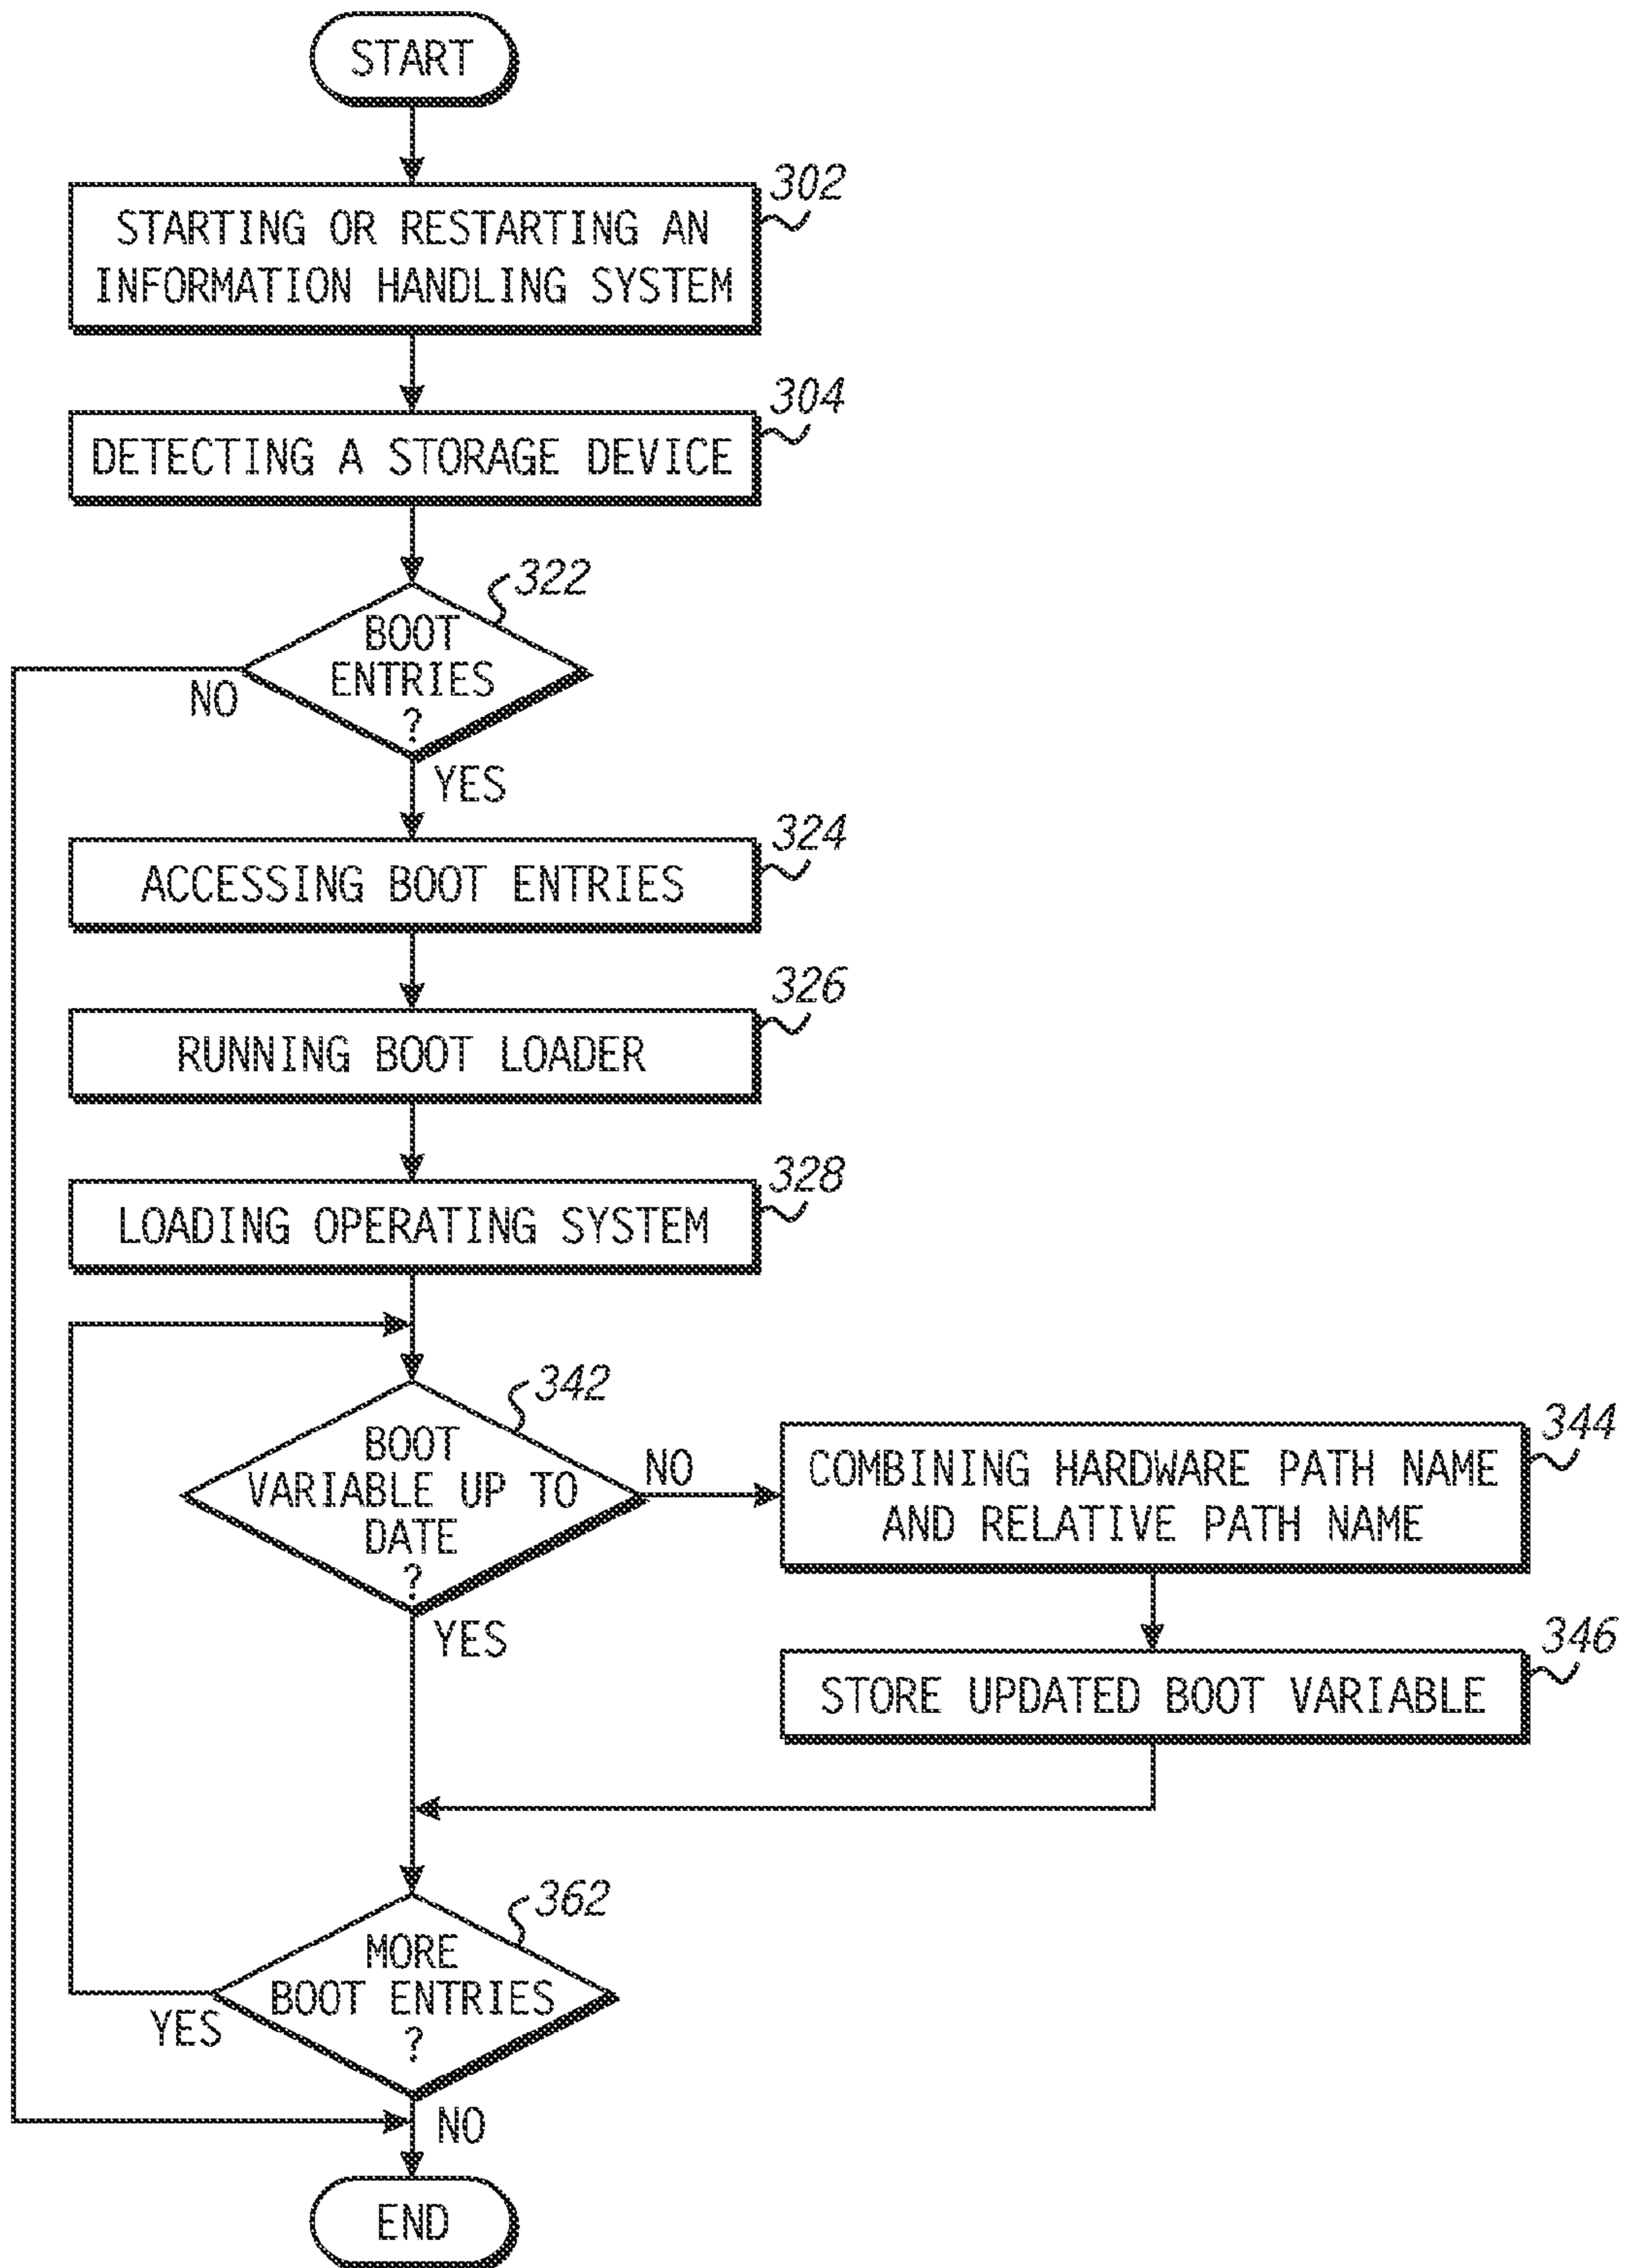 START
302
STARTING OR RESTARTING AN
INFORMATION HANDLING SYSTEM
304
DETECTING A STORAGE DEVICE
322
BOOT
ENTRIES
?
NO
YES
324
ACCESSING BOOT ENTRIES
326
RUNNING BOOT LOADER
328
LOADING OPERATING SYSTEM
342
BOOT
VARIABLE UP TO
DATE
?
NO
YES
344
COMBINING HARDWARE PATH NAME
AND RELATIVE PATH NAME
346
STORE UPDATED BOOT VARIABLE
362
MORE
BOOT ENTRIES
?
YES
NO
END